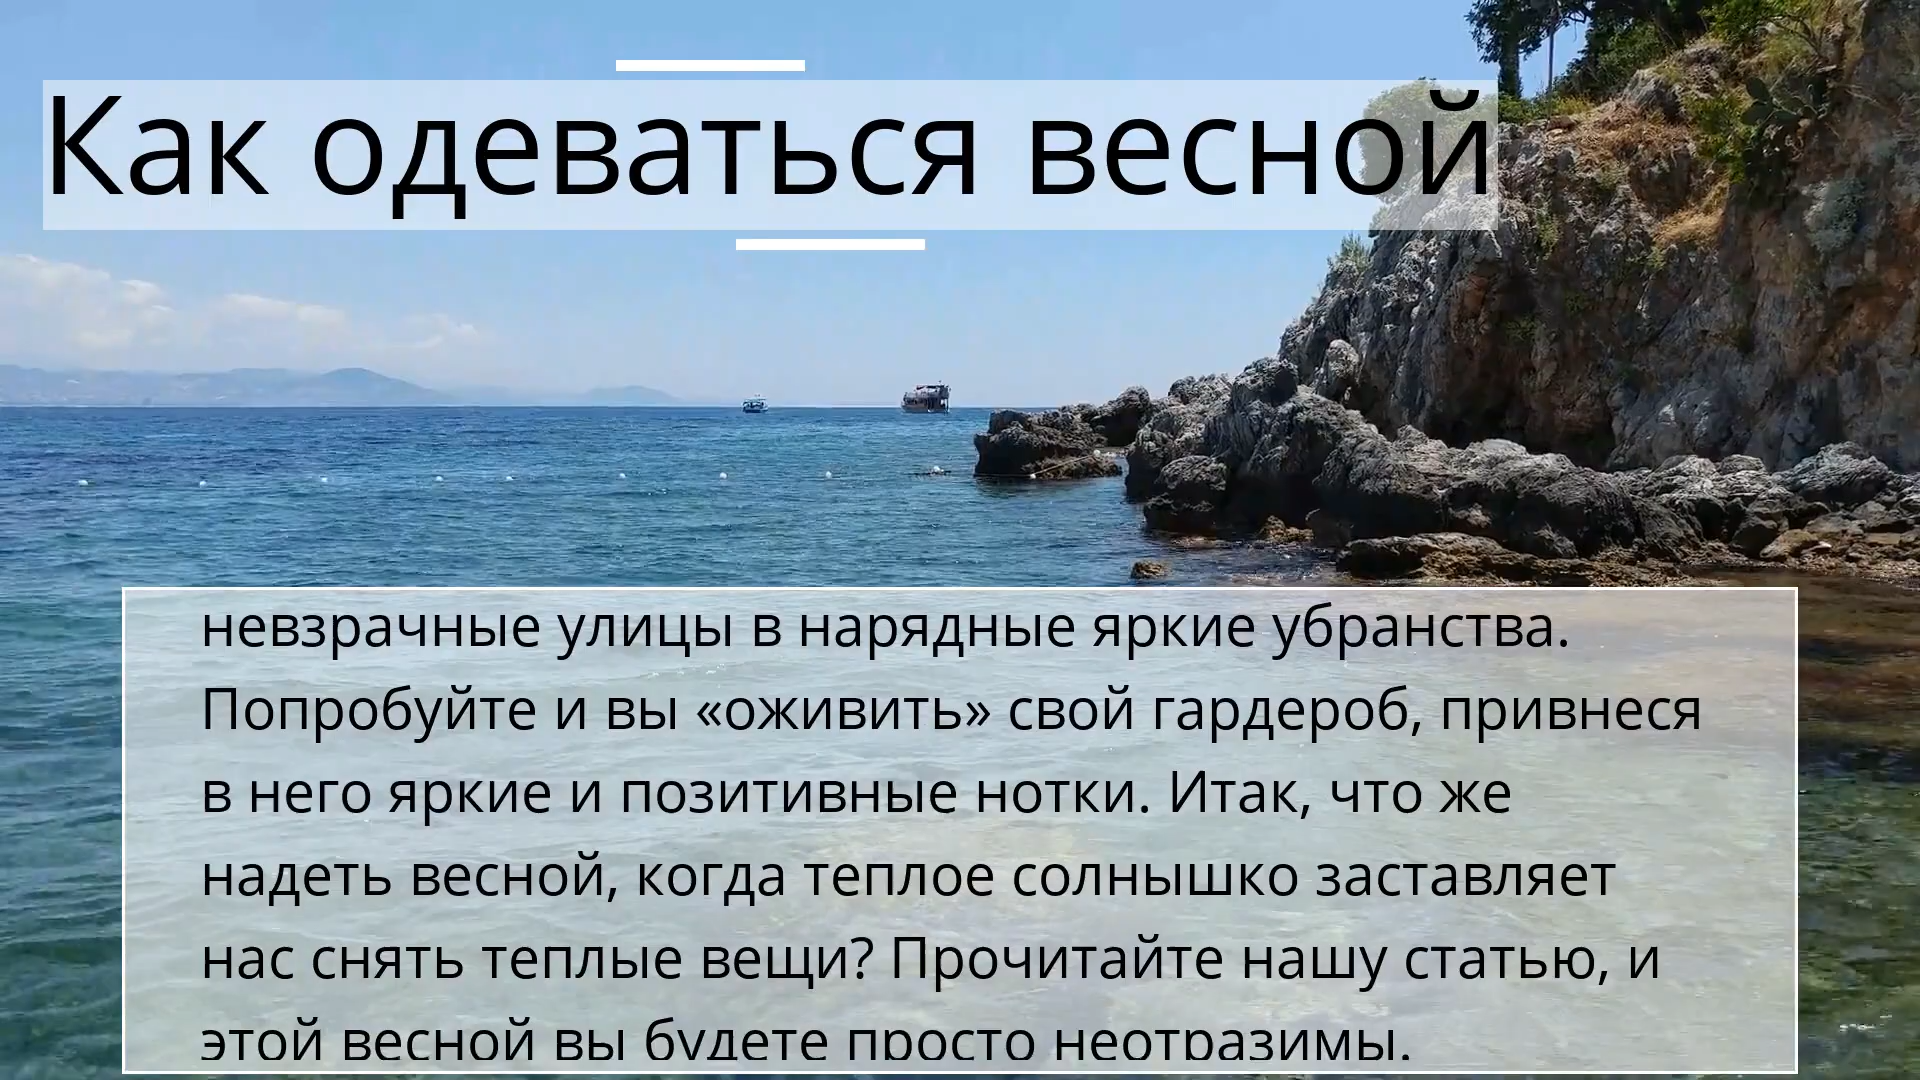 Как одеваться весной
невзрачные улицы в нарядные яркие убранства.
Попробуйте и вы «оживить» свой гардероб, привнеся
в него яркие и позитивные нотки. Итак, что же
надеть весной, когда теплое солнышко заставляет
нас снять теплые вещи? Прочитайте нашу статью, и
этой весной вы будете просто неотразимы.